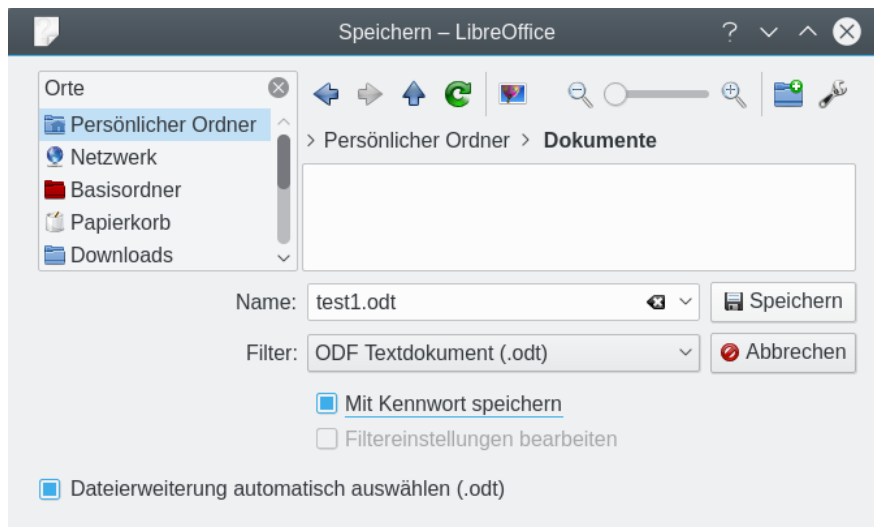 Speichern – LibreOffice
Orte
Persönlicher Ordner
Netzwerk
Basisordner
Papierkorb
Downloads
> Persönlicher Ordner > Dokumente
Name: test1.odt
Speichern
Filter: ODF Textdokument (.odt)
Abbrechen
Mit Kennwort speichern
Filtereinstellungen bearbeiten
Dateierweiterung automatisch auswählen (.odt)